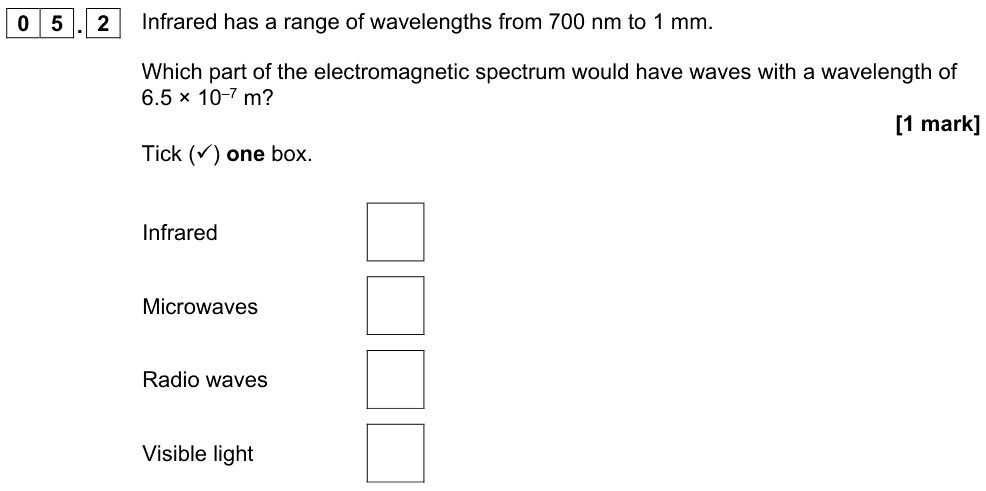 0 5 . 2 Infrared has a range of wavelengths from 700 nm to 1 mm.
Which part of the electromagnetic spectrum would have waves with a wavelength of
6.5 × 10⁻⁷ m?
[1 mark]
Tick (✓) one box.
Infrared
Microwaves
Radio waves
Visible light